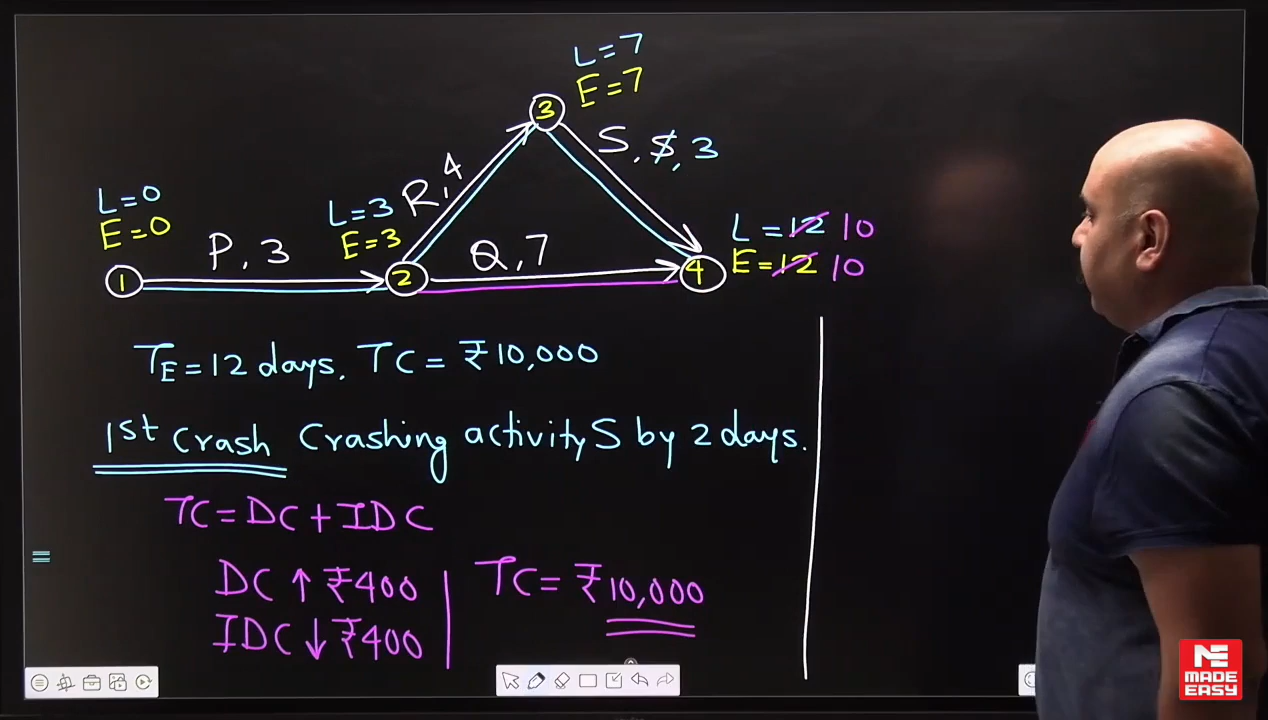 L=7
E=7
3
S, $, 3
R, 4
L=0
E=0
L=3
E=3
P, 3
Q, 7
L=12 10
E=12 10
1
2
4
TE=12 days. TC= ₹10,000
1st Crash Crashing activity S by 2 days.
TC=DC+IDC
DC↑₹400
IDC↓₹400
TC= ₹10,000
ME
MADE
EASY